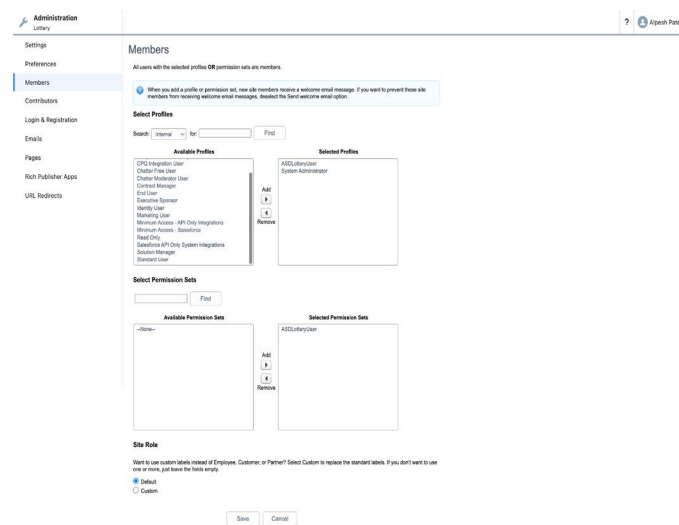 Administration
Lottery
? Alpesh Pate
Settings
Preferences
Members
Contributors
Login & Registration
Emails
Pages
Rich Publisher Apps
URL Redirects
Members
All users with the selected profiles OR permission sets are members.
When you add a profile or permission set, new site members receive a welcome email message. If you want to prevent these site
members from receiving welcome email messages, deselect the Send welcome email option.
Select Profiles
Search: Internal for: Find
Available Profiles
CPQ Integration User
Chatter Free User
Chatter Moderator User
Contract Manager
End User
Executive Sponsor
Identity User
Marketing User
Minimum Access - API Only Integrations
Minimum Access - Salesforce
Read Only
Salesforce API Only System Integrations
Solution Manager
Standard User
Add
Remove
Selected Profiles
ASDLottaryUser
System Administrator
Select Permission Sets
Find
Available Permission Sets
--None--
Add
Remove
Selected Permission Sets
ASDLottaryUser
Site Role
Want to use custom labels instead of Employee, Customer, or Partner? Select Custom to replace the standard labels. If you don't want to use
one or more, just leave the fields empty.
Default
Custom
Save Cancel